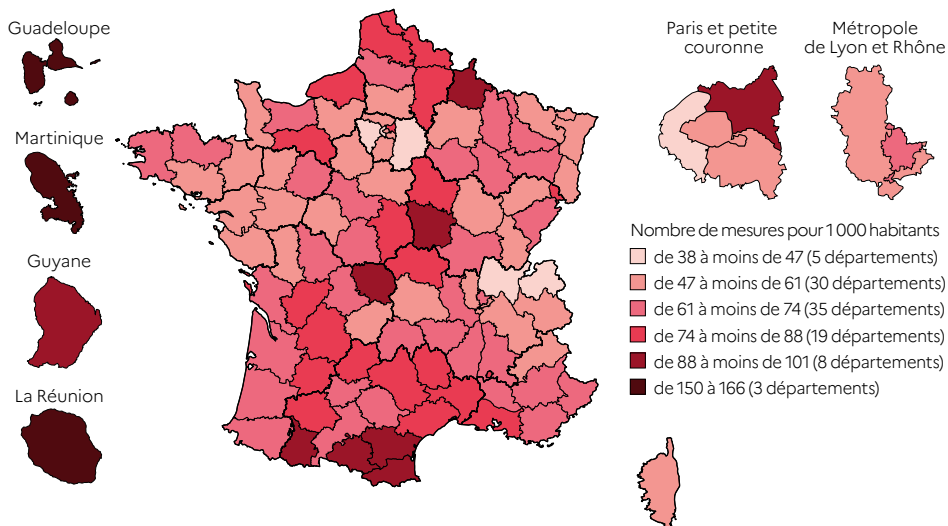 Guadeloupe
Martinique
Guyane
La Réunion
Paris et petite
couronne
Métropole
de Lyon et Rhône
Nombre de mesures pour 1 000 habitants
de 38 à moins de 47 (5 départements)
de 47 à moins de 61 (30 départements)
de 61 à moins de 74 (35 départements)
de 74 à moins de 88 (19 départements)
de 88 à moins de 101 (8 départements)
de 150 à 166 (3 départements)